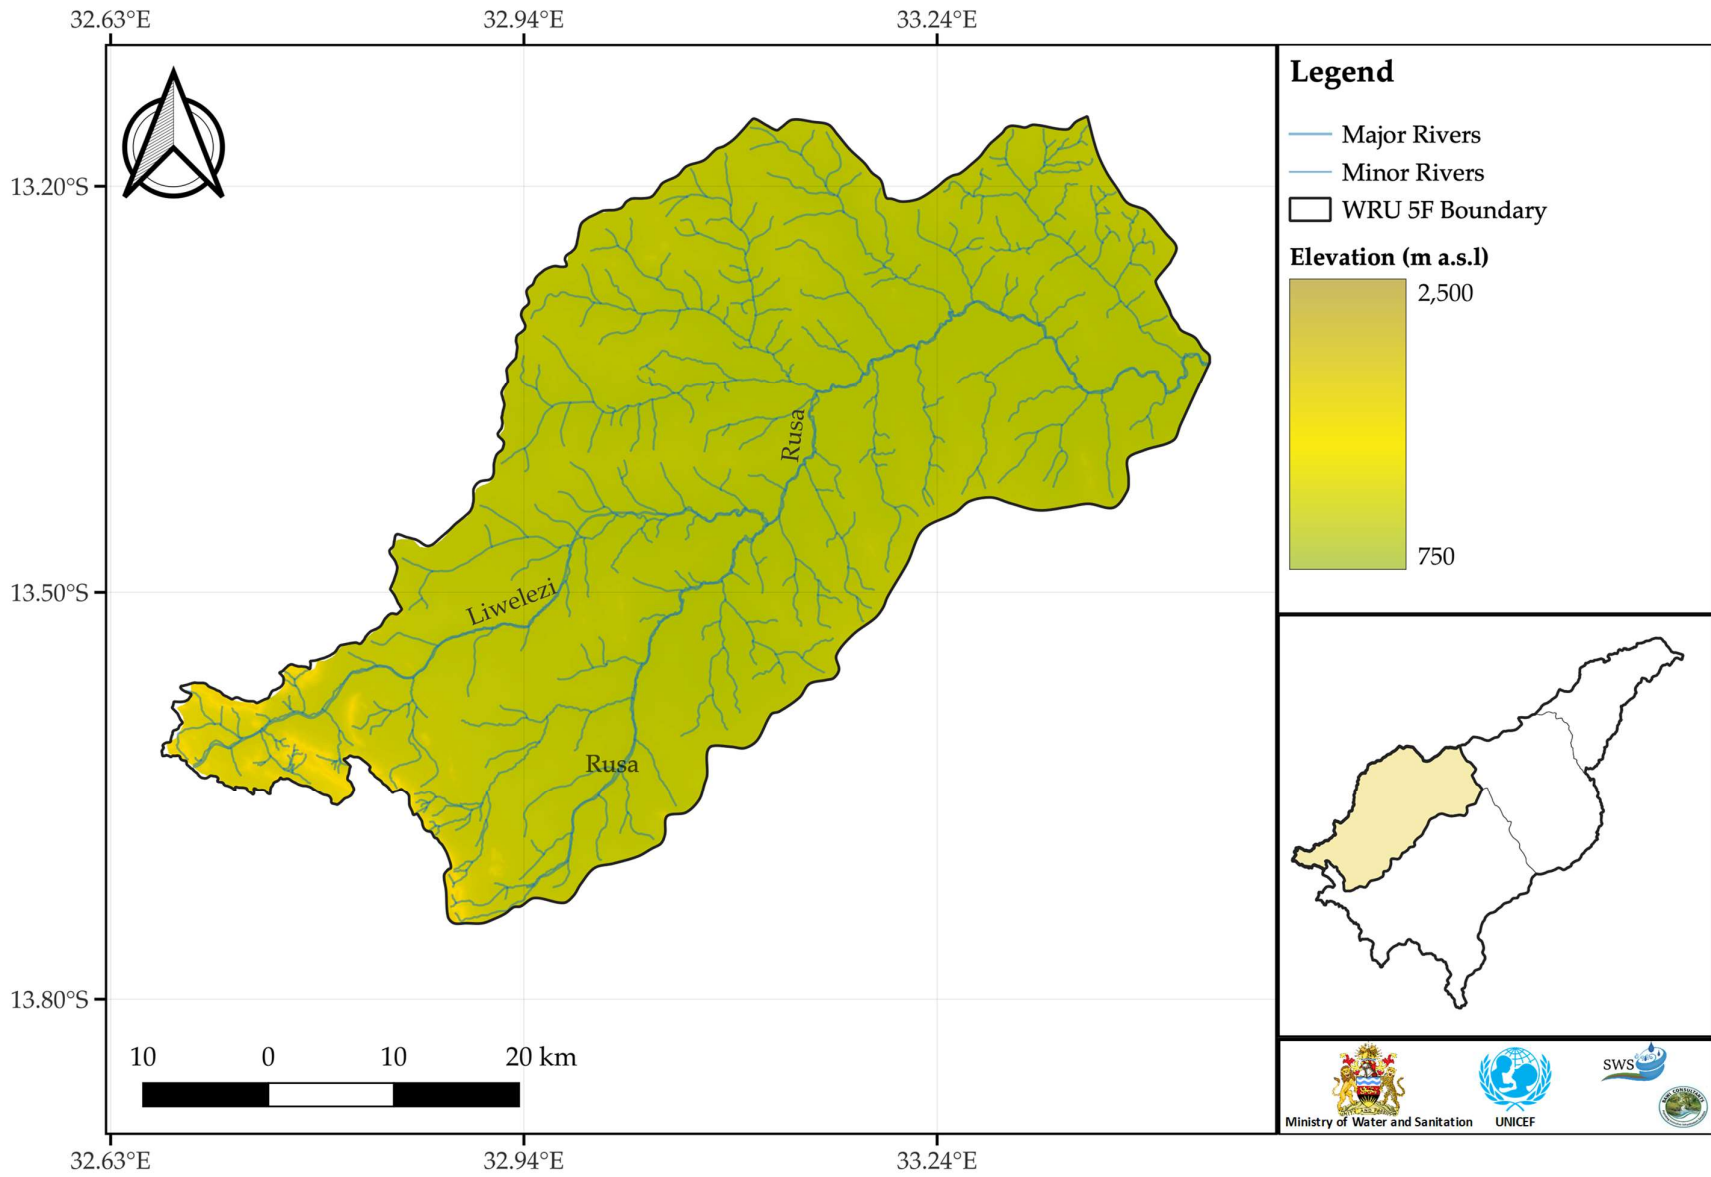 32.63°E 32.94°E 33.24°E
Legend
Major Rivers
Minor Rivers
WRU 5F Boundary
Elevation (m a.s.l)
2,500
750
13.20°S
13.50°S
13.80°S
Rusa
Liwelezi
Rusa
10 0 10 20 km
SWS
Ministry of Water and Sanitation UNICEF
32.63°E 32.94°E 33.24°E